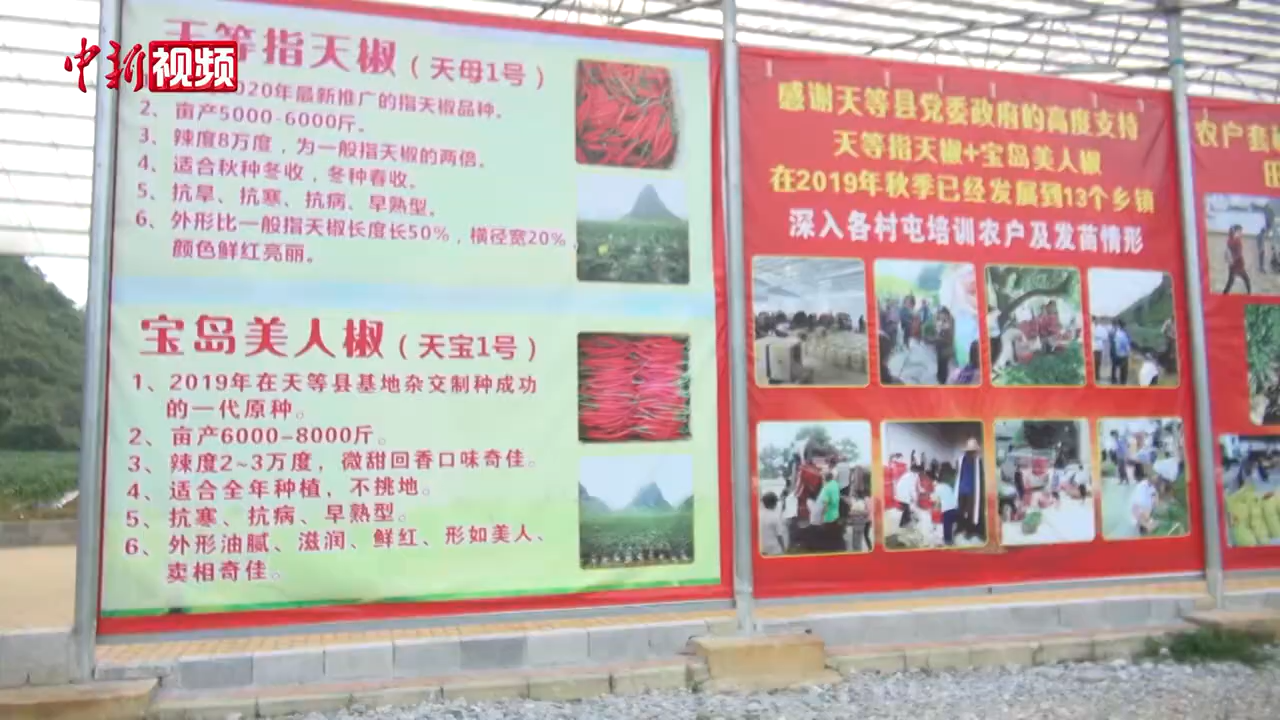 中新视频
天等指天椒（天母1号）
2020年最新推广的指天椒品种。
2、亩产5000-6000斤。
3、辣度8万度，为一般指天椒的两倍。
4、适合秋种冬收，冬种春收。
5、抗旱、抗寒、抗病、早熟型。
6、外形比一般指天椒长度长50%，横径宽20%，
颜色鲜红亮丽。
宝岛美人椒（天宝1号）
1、2019年在天等县基地杂交制种成功
的一代原种。
2、亩产6000-8000斤。
3、辣度2~3万度，微甜回香口味奇佳。
4、适合全年种植，不挑地。
5、抗寒、抗病、早熟型。
6、外形油腻、滋润、鲜红、形如美人、
卖相奇佳。
感谢天等县党委政府的高度支持
天等指天椒+宝岛美人椒
在2019年秋季已经发展到13个乡镇
深入各村屯培训农户及发苗情形
农户